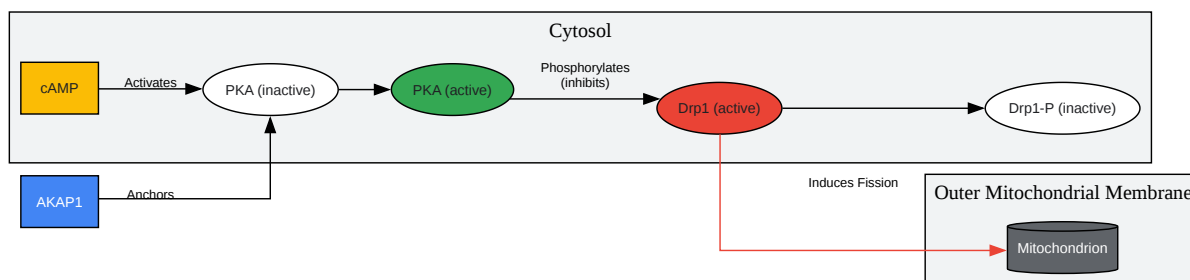 Cytosol
cAMP
Activates
PKA (inactive)
PKA (active)
Phosphorylates
(inhibits)
Drp1 (active)
Drp1-P (inactive)
AKAP1
Anchors
Induces Fission
Outer Mitochondrial Membrane
Mitochondrion